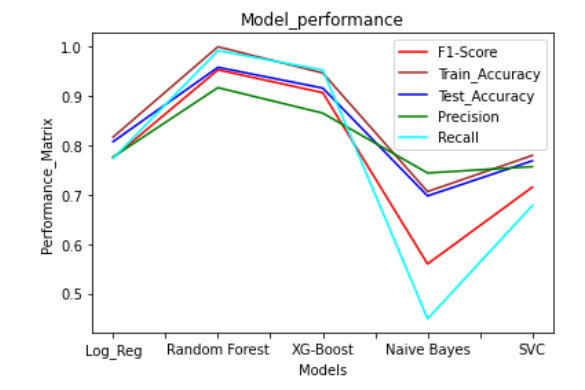 Model_performance
F1-Score
Train_Accuracy
Test_Accuracy
Precision
Recall
Performance_Matrix
1.0
0.9
0.8
0.7
0.6
0.5
Log_Reg Random Forest XG-Boost Naive Bayes SVC
Models